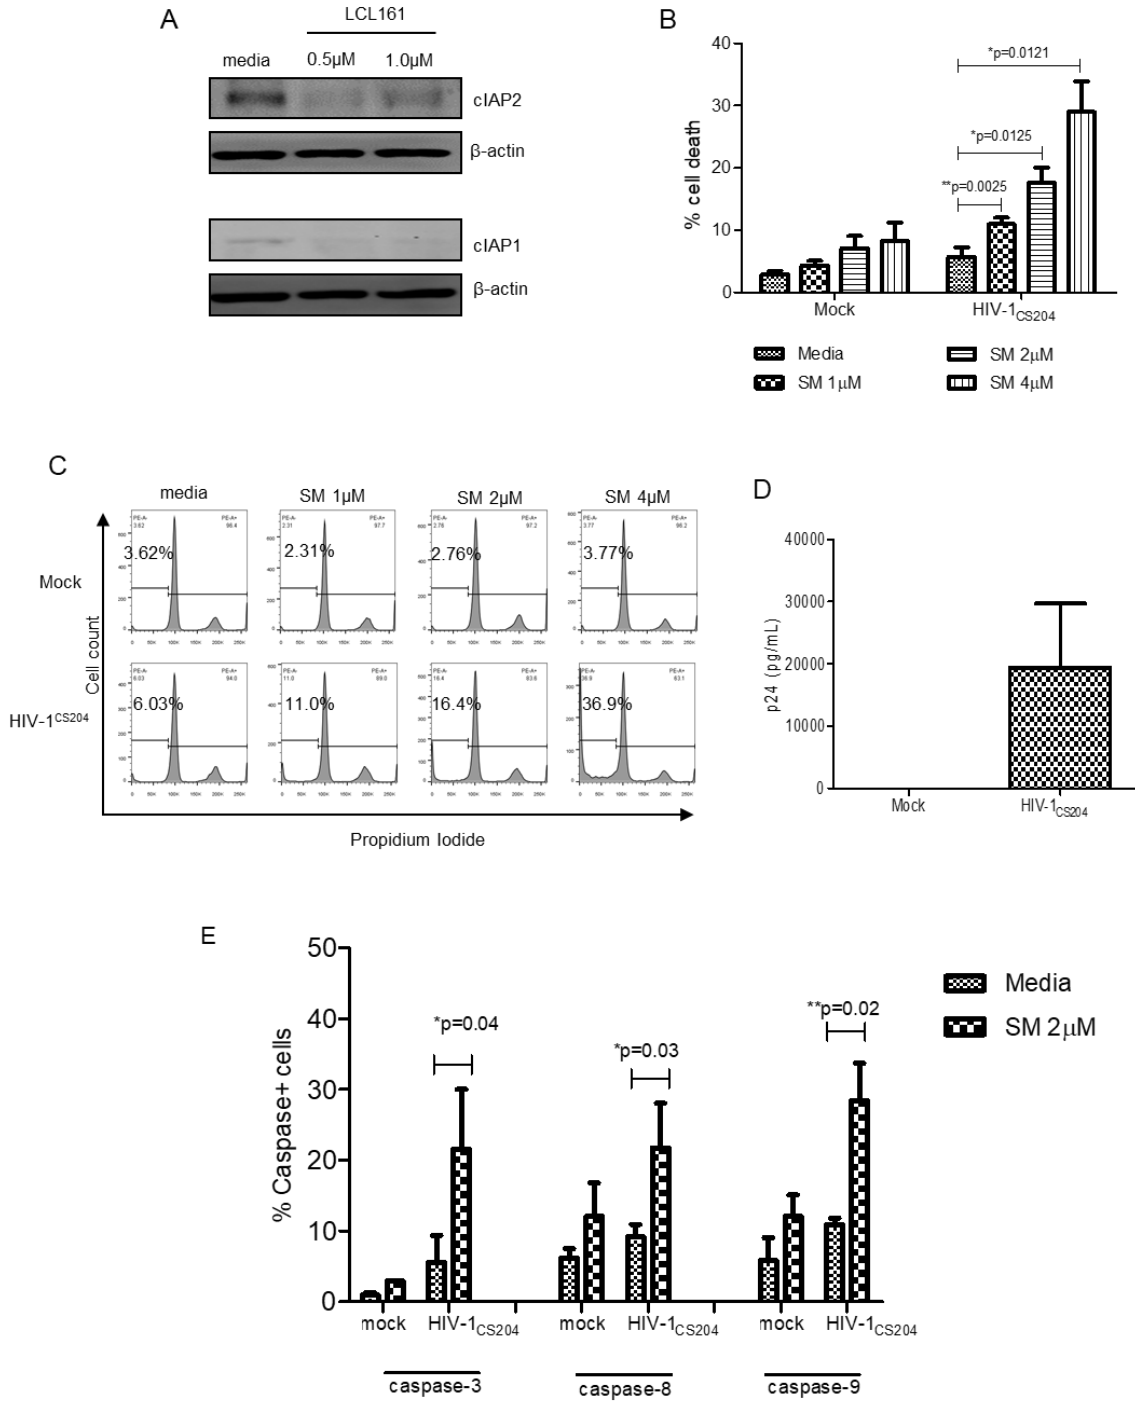 A
LCL161
media 0.5µM 1.0µM
cIAP2
β-actin
cIAP1
β-actin
B
40
30
20
10
0
% cell death
*p=0.0121
*p=0.0125
**p=0.0025
Mock HIV-1CS204
Media SM 2µM
SM 1µM SM 4µM
C
media SM 1µM SM 2µM SM 4µM
Mock
3.62% 2.31% 2.76% 3.77%
Cell count
HIV-1CS204
6.03% 11.0% 16.4% 36.9%
Propidium Iodide
D
40000
30000
20000
10000
0
p24 (pg/mL)
Mock HIV-1CS204
E
50
40
30
20
10
0
% Caspase+ cells
*p=0.04
*p=0.03
**p=0.02
Media
SM 2µM
mock HIV-1CS204 mock HIV-1CS204 mock HIV-1CS204
caspase-3 caspase-8 caspase-9